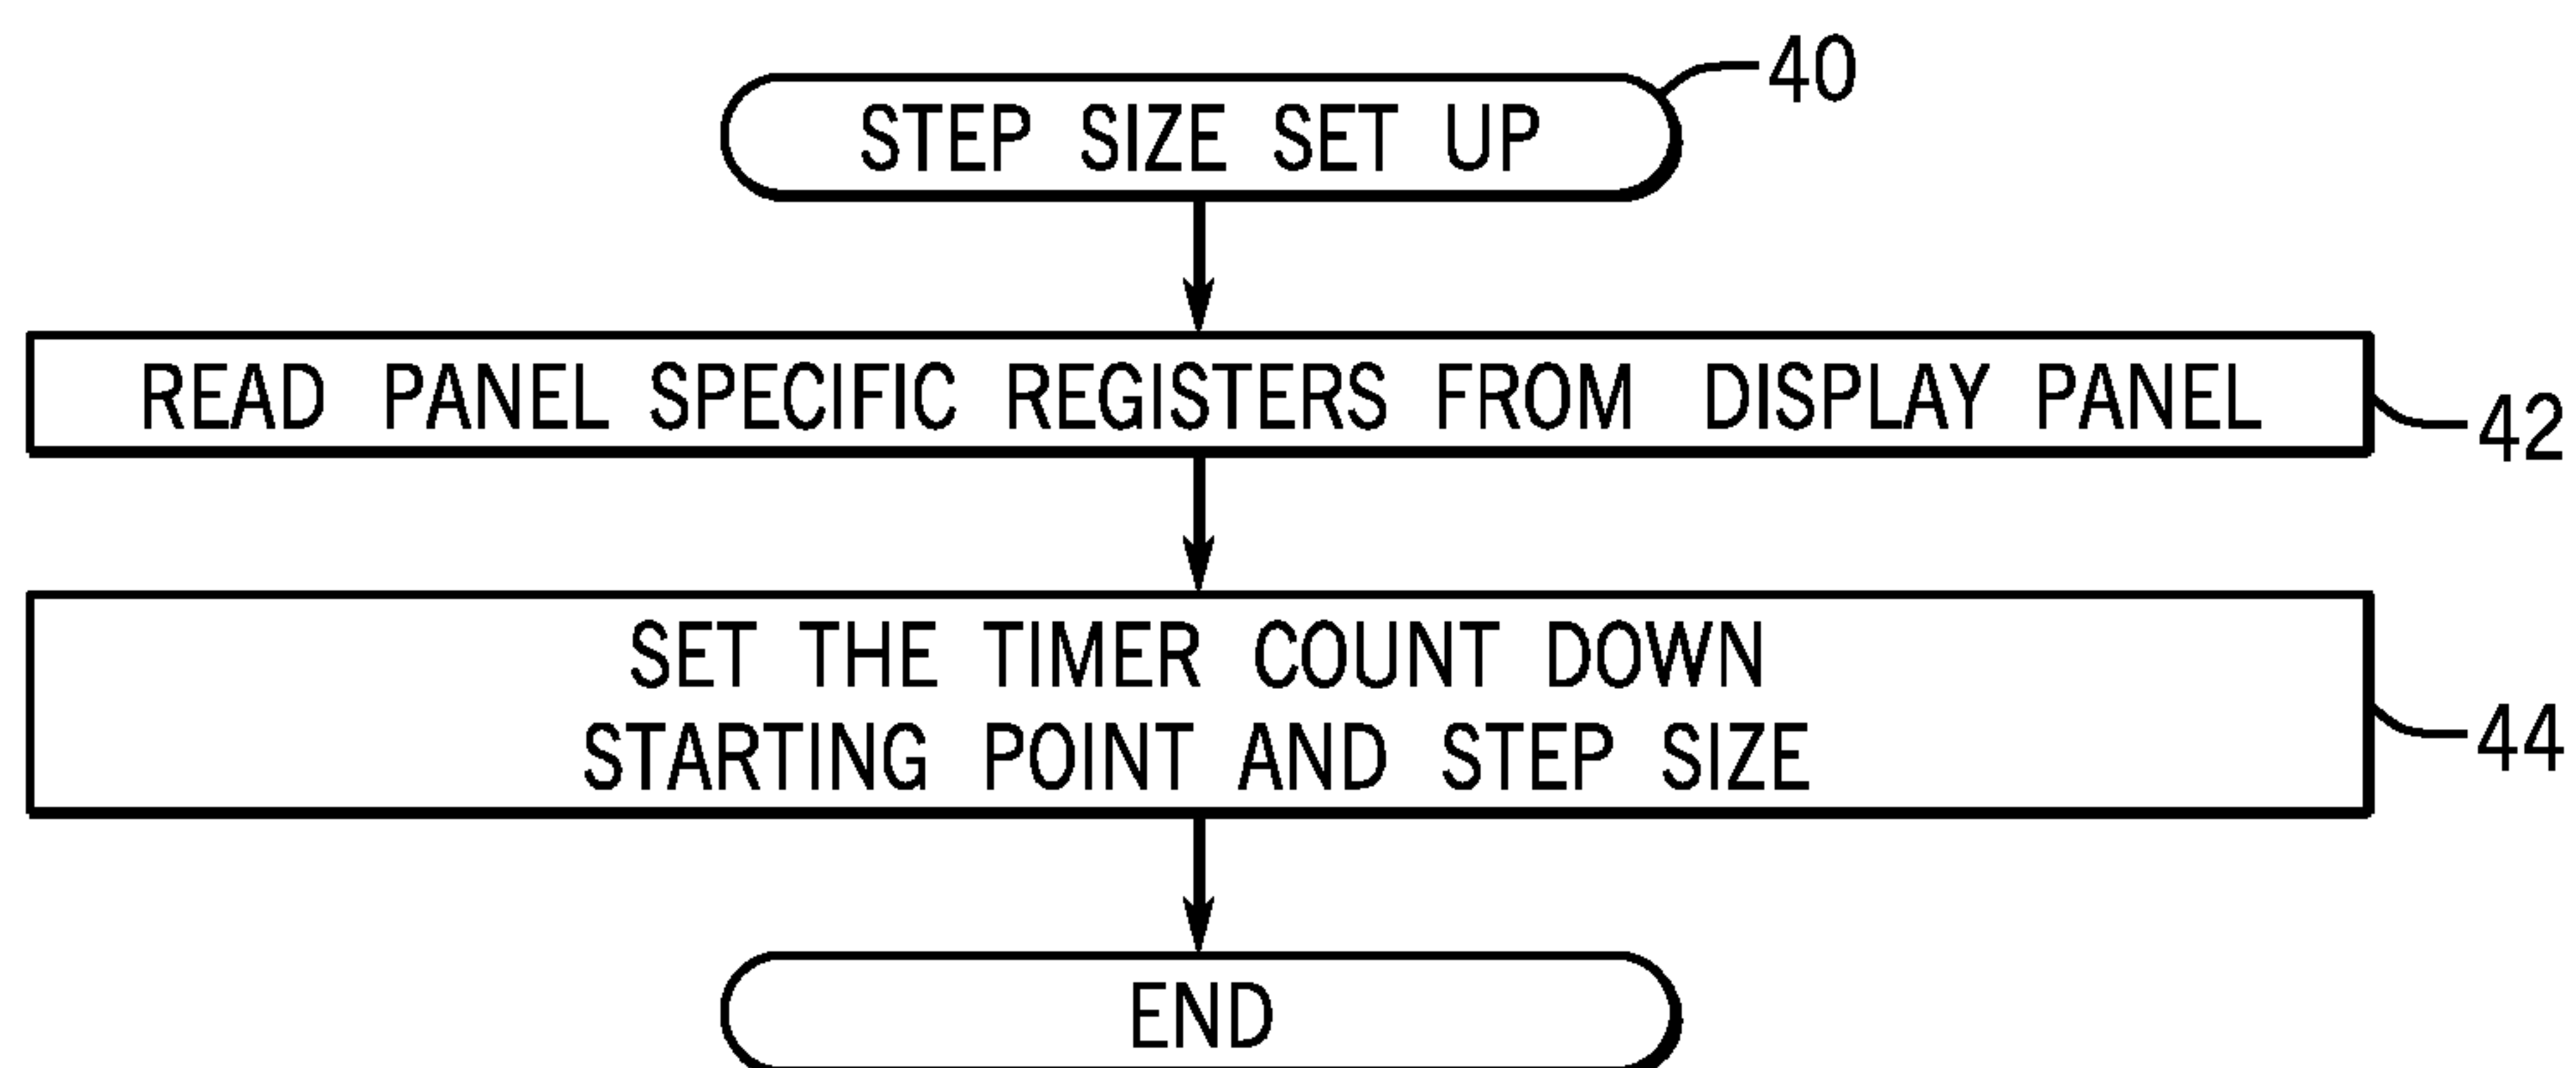 STEP SIZE SET UP
40
READ PANEL SPECIFIC REGISTERS FROM DISPLAY PANEL
42
SET THE TIMER COUNT DOWN
STARTING POINT AND STEP SIZE
44
END